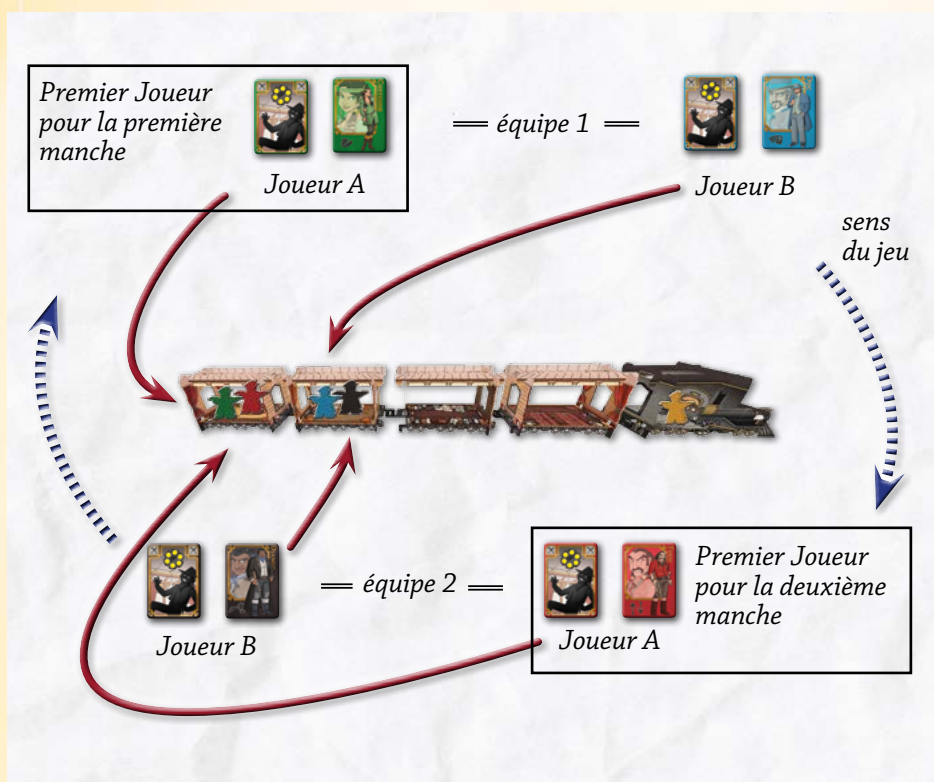 Premier Joueur
pour la première
manche
Joueur A
équipe 1
Joueur B
sens
du jeu
Joueur B
équipe 2
Joueur A
Premier Joueur
pour la deuxième
manche